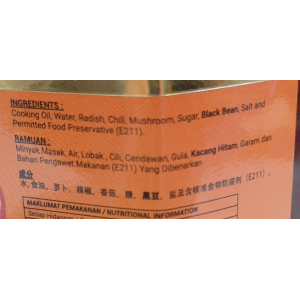 INGREDIENTS :
Cooking Oil, Water, Radish, Chili, Mushroom, Sugar, Black Bean, Salt and
Permitted Food Preservative (E211).
RAMUAN :
Minyak Masak, Air, Lobak, Cili, Cendawan, Gula, Kacang Hitam, Garam dan
Bahan Pengawet Makanan (E211) Yang Dibenarkan
成分
水, 食油, 萝卜, 辣椒, 香菇, 糖, 黑豆, 盐及含核准食物防腐剂 (E211) 。
MAKLUMAT PEMAKANAN / NUTRITIONAL INFORMATION
Setiap Hidangan